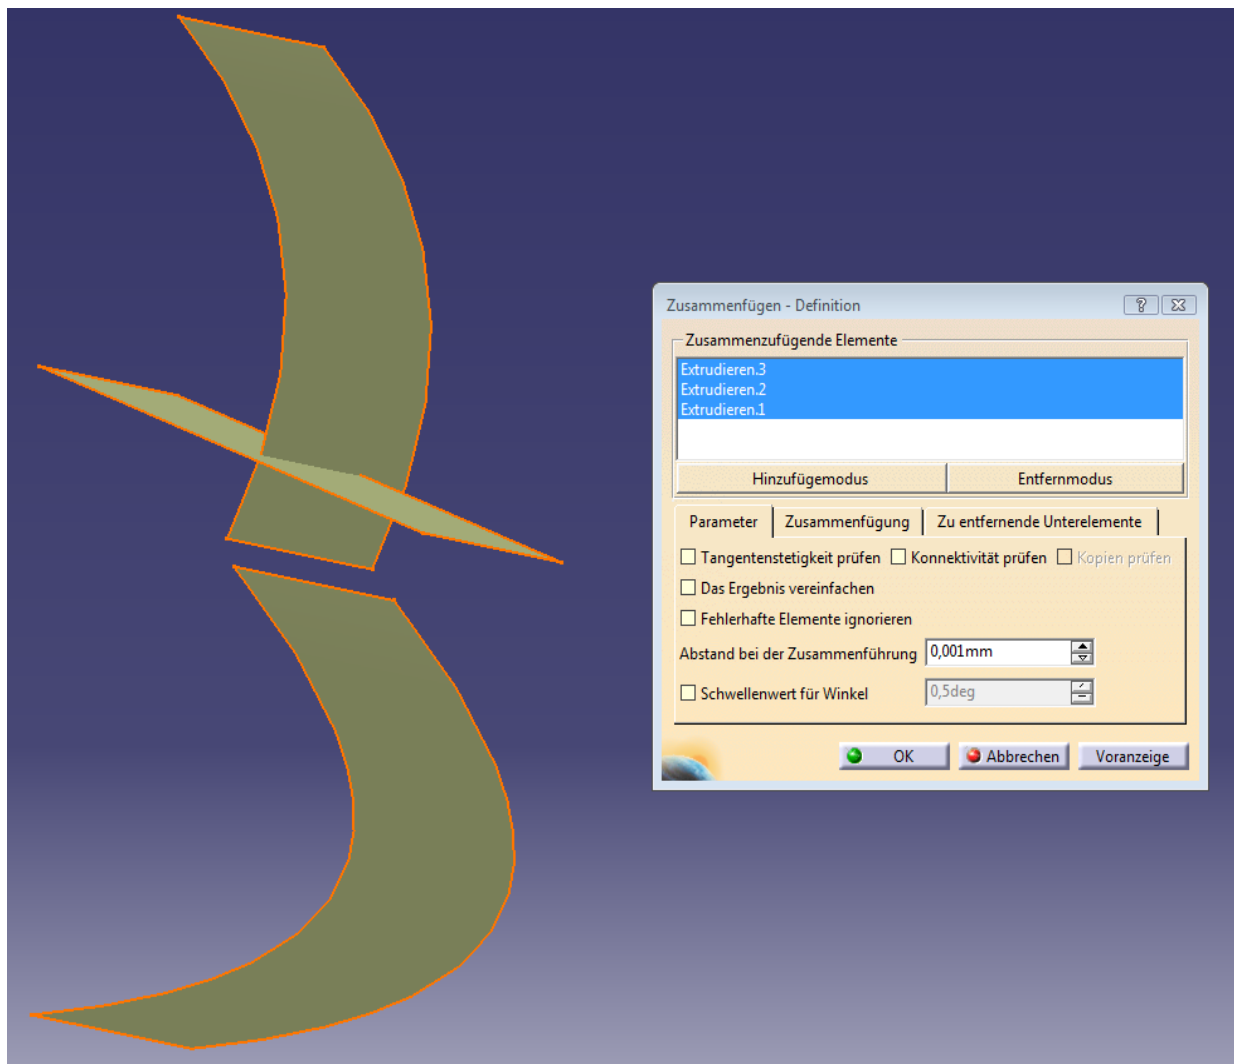 Zusammenfügen - Definition
Zusammenzufügende Elemente
Extrudieren.3
Extrudieren.2
Extrudieren.1
Hinzufügemodus Entfernmodus
Parameter Zusammenfügung Zu entfernende Unterelemente
Tangentenstetigkeit prüfen Konnektivität prüfen Kopien prüfen
Das Ergebnis vereinfachen
Fehlerhafte Elemente ignorieren
Abstand bei der Zusammenführung 0,001mm
Schwellenwert für Winkel 0,5deg
OK Abbrechen Voranzeige